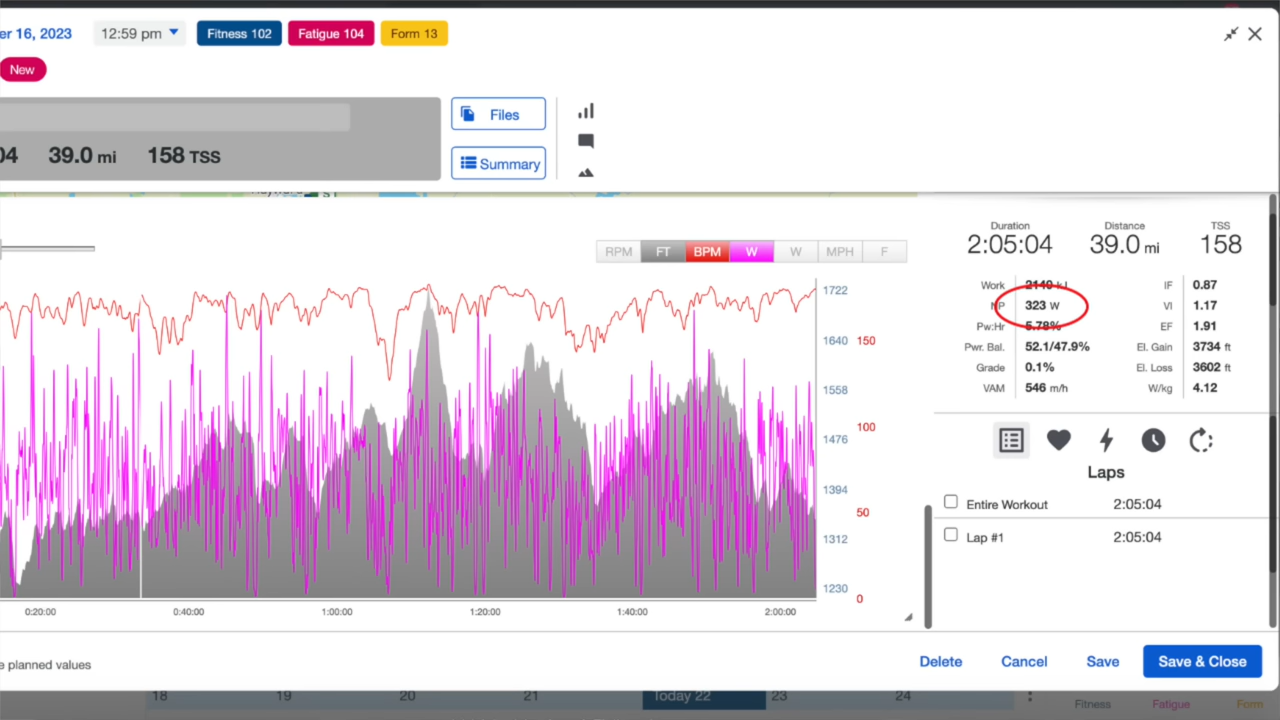 er 16, 2023 12:59 pm Fitness 102 Fatigue 104 Form 13
New
Files
04 39.0 mi 158 TSS
Summary
Duration Distance TSS
2:05:04 39.0 mi 158
RPM FT BPM W W MPH F
Work 2140 kJ IF 0.87
NP 323 W VI 1.17
Pw:Hr 5.78% EF 1.91
Pwr. Bal. 52.1/47.9% El. Gain 3734 ft
Grade 0.1% El. Loss 3602 ft
VAM 546 m/h W/kg 4.12
1722
1640 150
1558
100
1476
1394
50
1312
1230
0
0:20:00 0:40:00 1:00:00 1:20:00 1:40:00 2:00:00
Laps
Entire Workout 2:05:04
Lap #1 2:05:04
e planned values
Delete Cancel Save Save & Close
18 19 20 21 Today 22 23 24
Fitness Fatigue Form